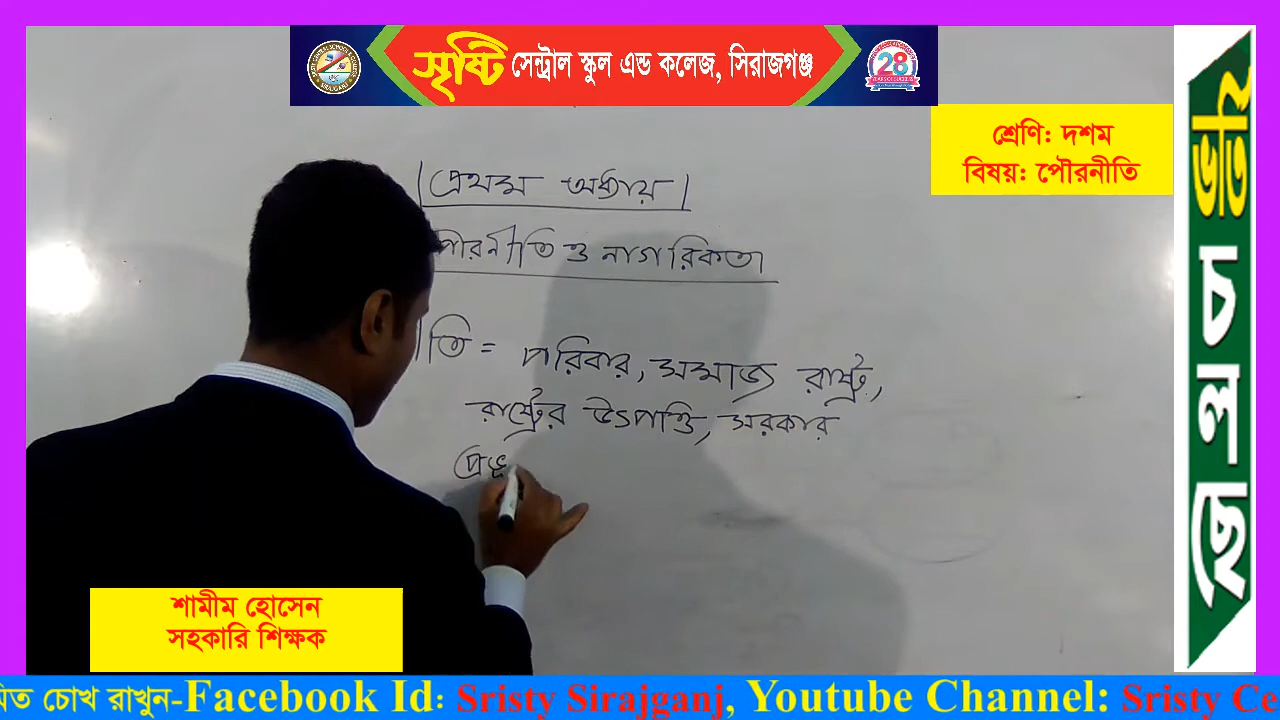 সৃষ্টি সেন্ট্রাল স্কুল এন্ড কলেজ, সিরাজগঞ্জ
28
শ্রেণি: দশম
বিষয়: পৌরনীতি
ভর্তি চলছে
প্রথম অধ্যায়
পৌরনীতি ও নাগরিকতা
তি = পরিবার, সমাজ রাষ্ট্র,
রাষ্ট্রের উৎপত্তি, সরকার
প্রভৃ
শামীম হোসেন
সহকারি শিক্ষক
চোখ রাখুন-Facebook Id: Sristy Sirajganj, Youtube Channel: Sristy Ce